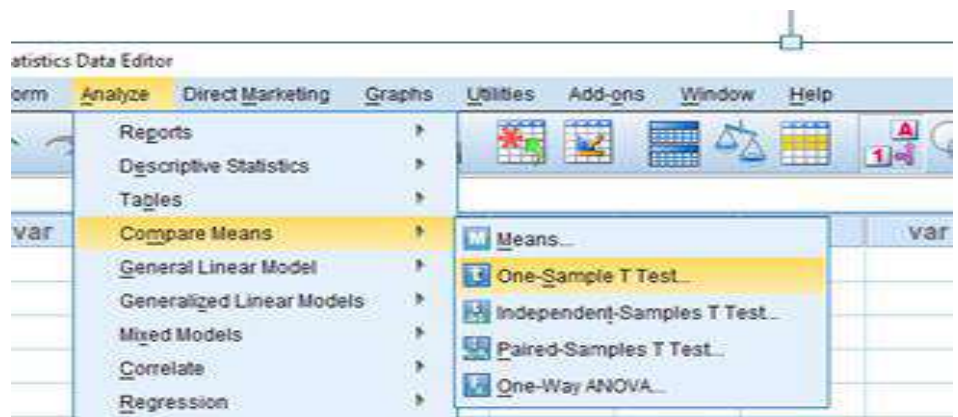 atistics Data Editor
orm Analyze Direct Marketing Graphs Utilities Add-ons Window Help
Reports
Descriptive Statistics
Tables
var Compare Means Means... var
General Linear Model One-Sample T Test...
Generalized Linear Models Independent-Samples T Test...
Mixed Models Paired-Samples T Test...
Correlate One-Way ANOVA...
Regression